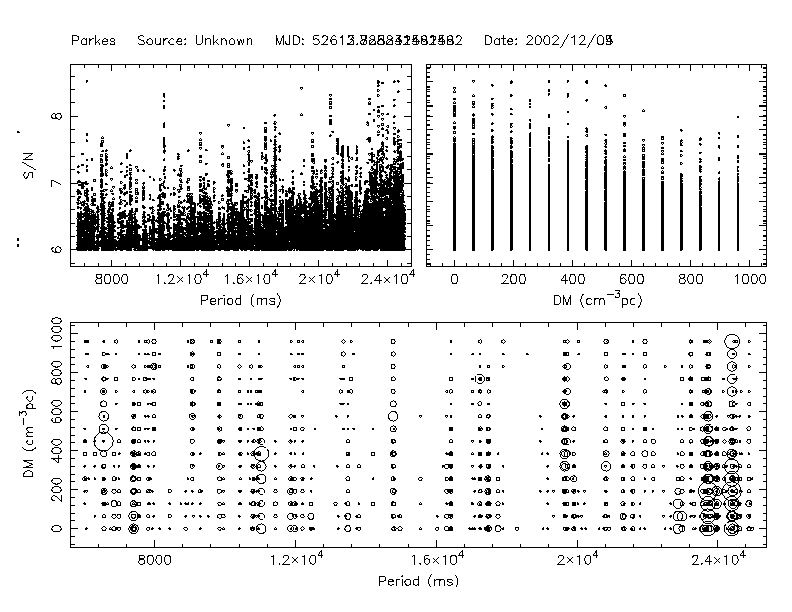 Parkes Source: Unknown MJD: Date: 2002/12/
S/N
8
7
6
8000 1.2×10⁴ 1.6×10⁴ 2×10⁴ 2.4×10⁴
Period (ms)
0 200 400 600 800 1000
DM (cm⁻³pc)
DM (cm⁻³pc)
1000
800
600
400
200
0
8000 1.2×10⁴ 1.6×10⁴ 2×10⁴ 2.4×10⁴
Period (ms)